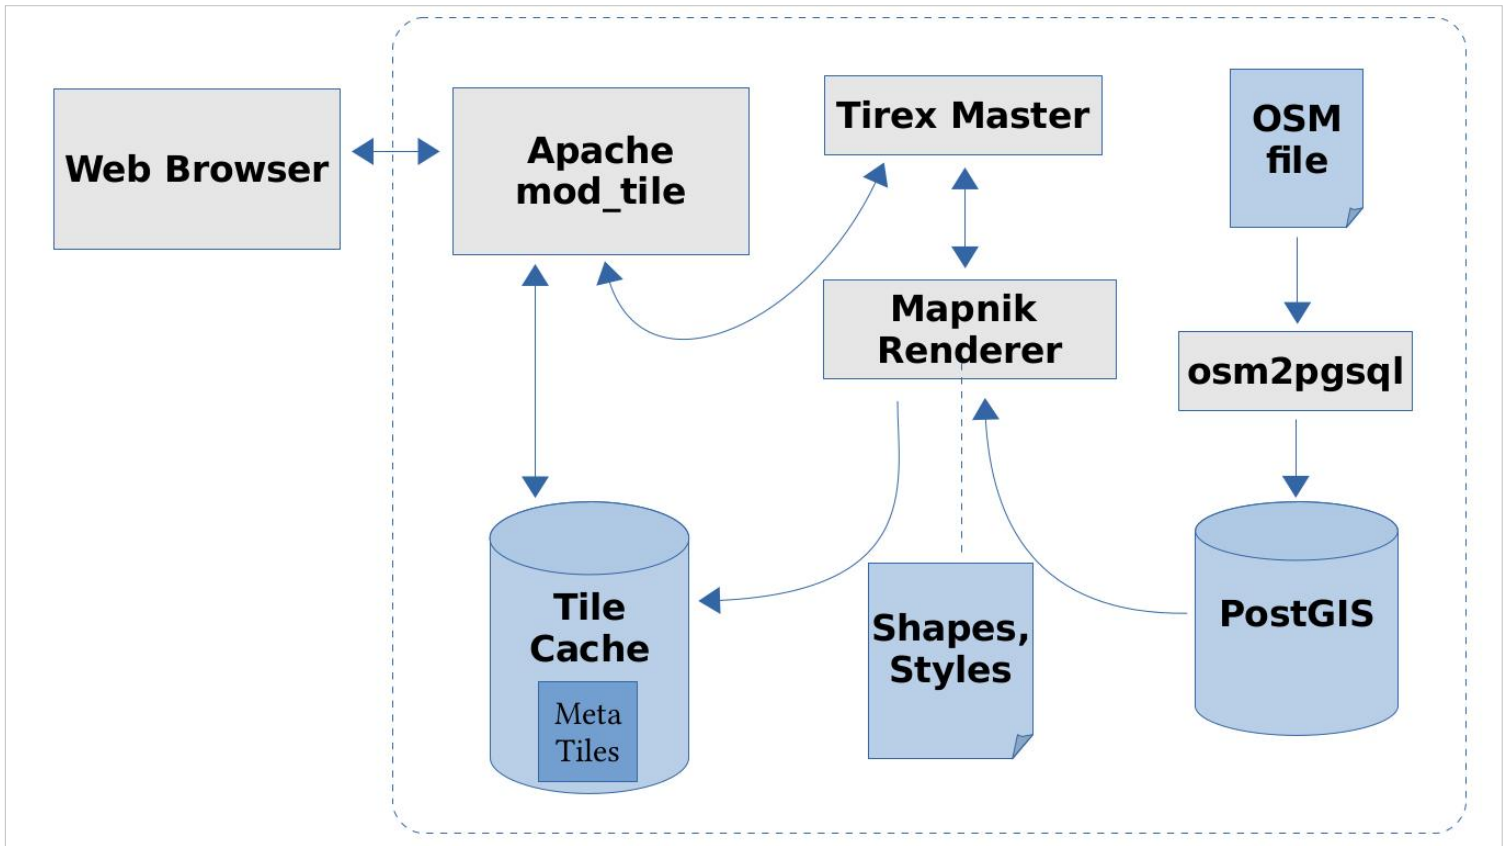 Web Browser
Apache
mod_tile
Tirex Master
OSM
file
Mapnik
Renderer
osm2pgsql
Tile
Cache
Meta
Tiles
Shapes,
Styles
PostGIS